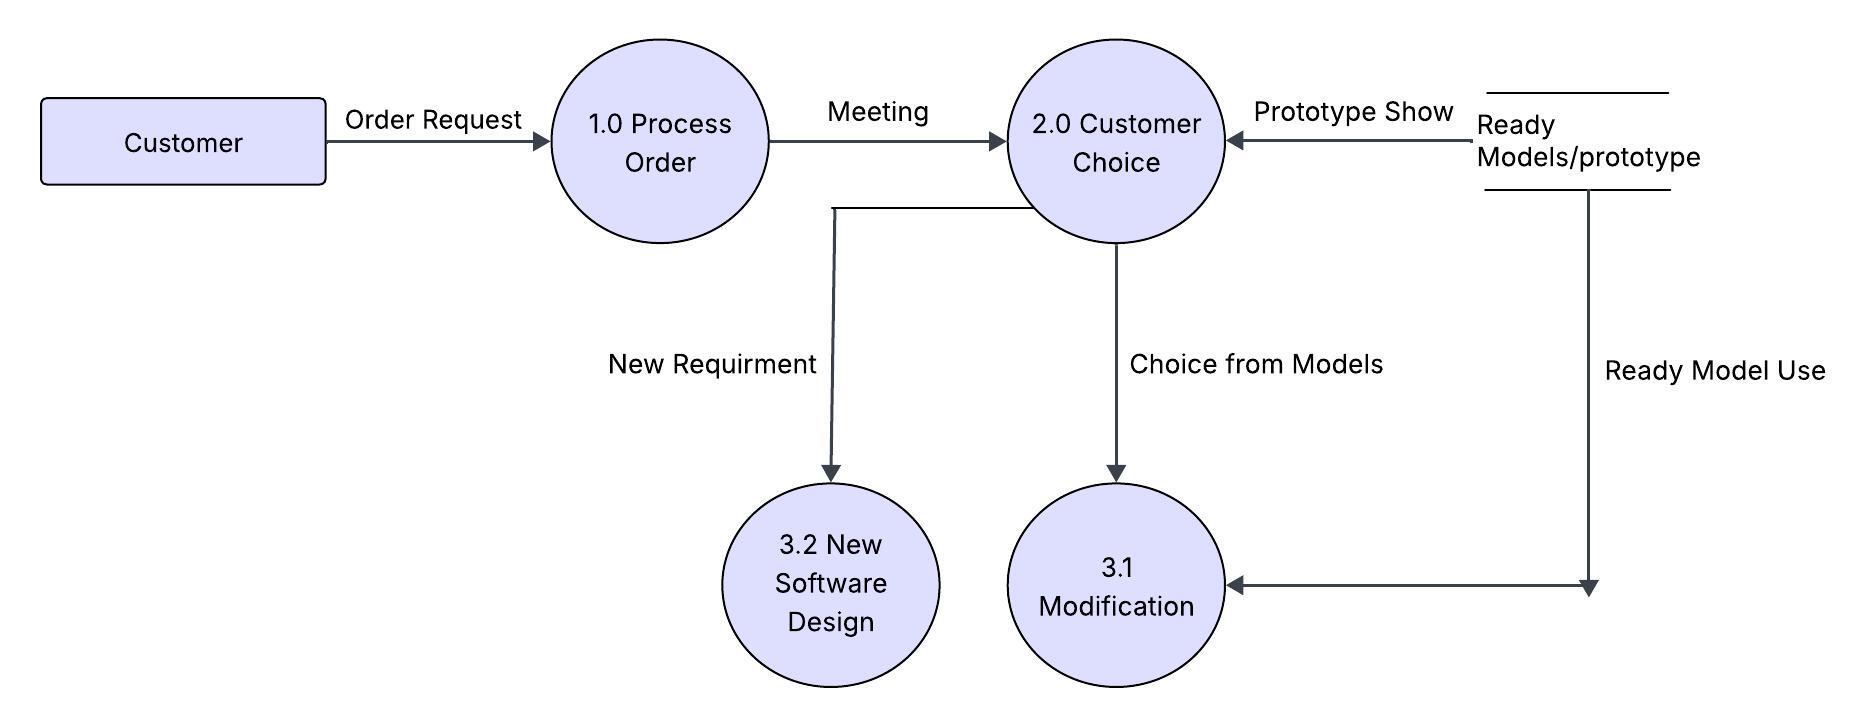 Customer
Order Request
1.0 Process
Order
Meeting
2.0 Customer
Choice
Prototype Show
Ready
Models/prototype
New Requirment
Choice from Models
Ready Model Use
3.2 New
Software
Design
3.1
Modification